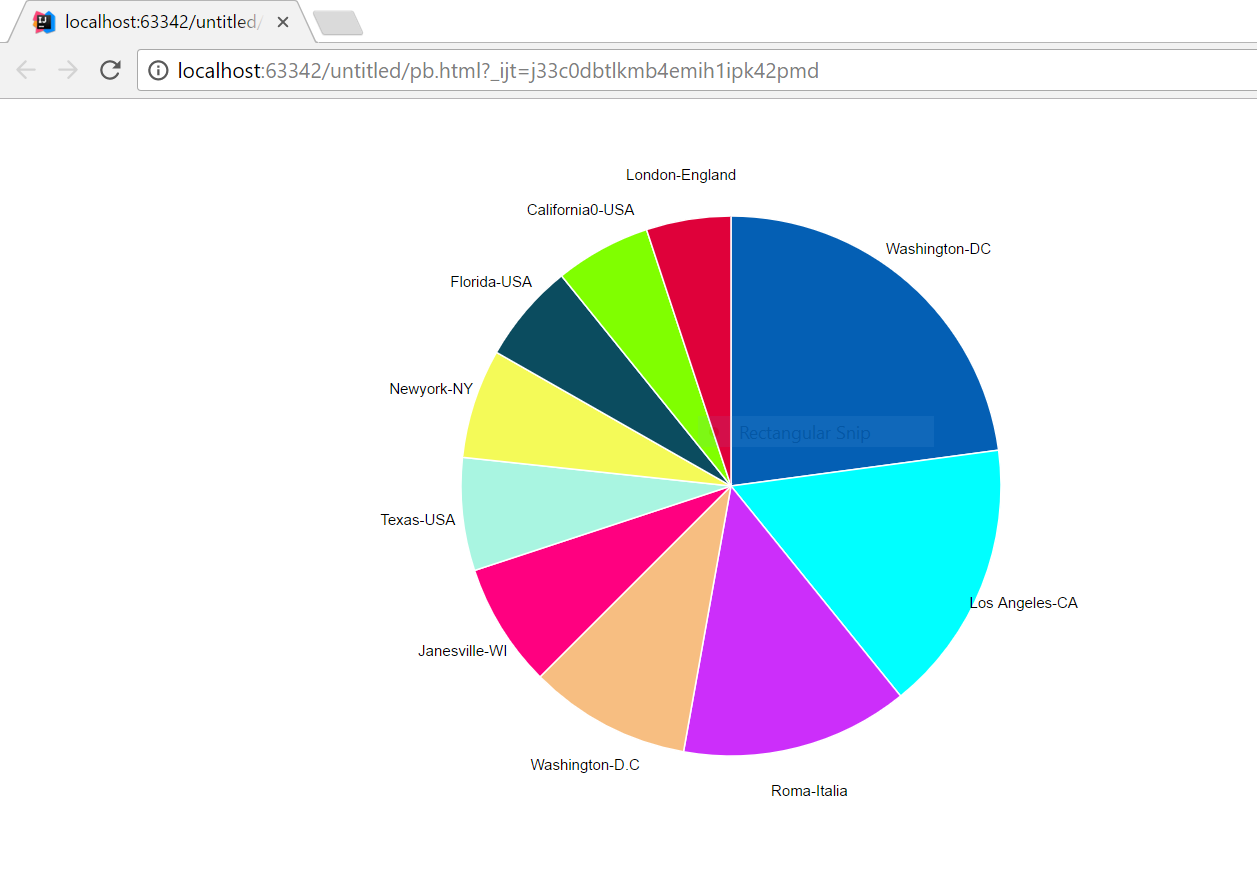 localhost:63342/untitled/
localhost:63342/untitled/pb.html?_ijt=j33c0dbtlkmb4emih1ipk42pmd
London-England
California0-USA
Washington-DC
Florida-USA
Newyork-NY
Rectangular Snip
Texas-USA
Los Angeles-CA
Janesville-WI
Washington-D.C
Roma-Italia